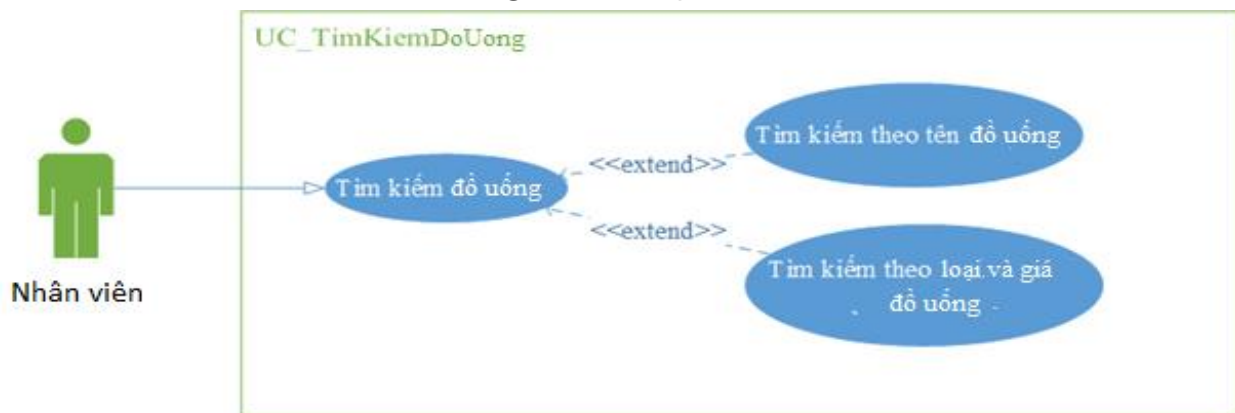 UC_TimKiemDoUong
Tìm kiếm theo tên đồ uống
<<extend>>
Tìm kiếm đồ uống
<<extend>>
Tìm kiếm theo loại và giá
đồ uống
Nhân viên